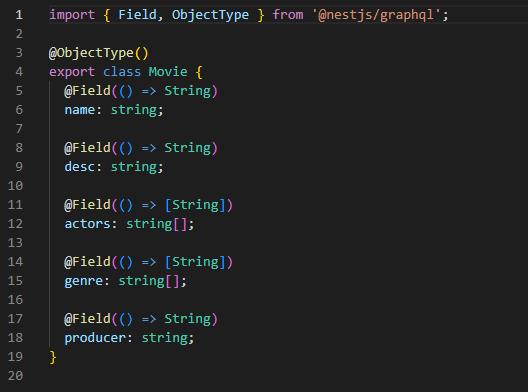 1 import { Field, ObjectType } from '@nestjs/graphql';
2
3 @ObjectType()
4 export class Movie {
5   @Field(() => String)
6   name: string;
7
8   @Field(() => String)
9   desc: string;
10
11   @Field(() => [String])
12   actors: string[];
13
14   @Field(() => [String])
15   genre: string[];
16
17   @Field(() => String)
18   producer: string;
19 }
20